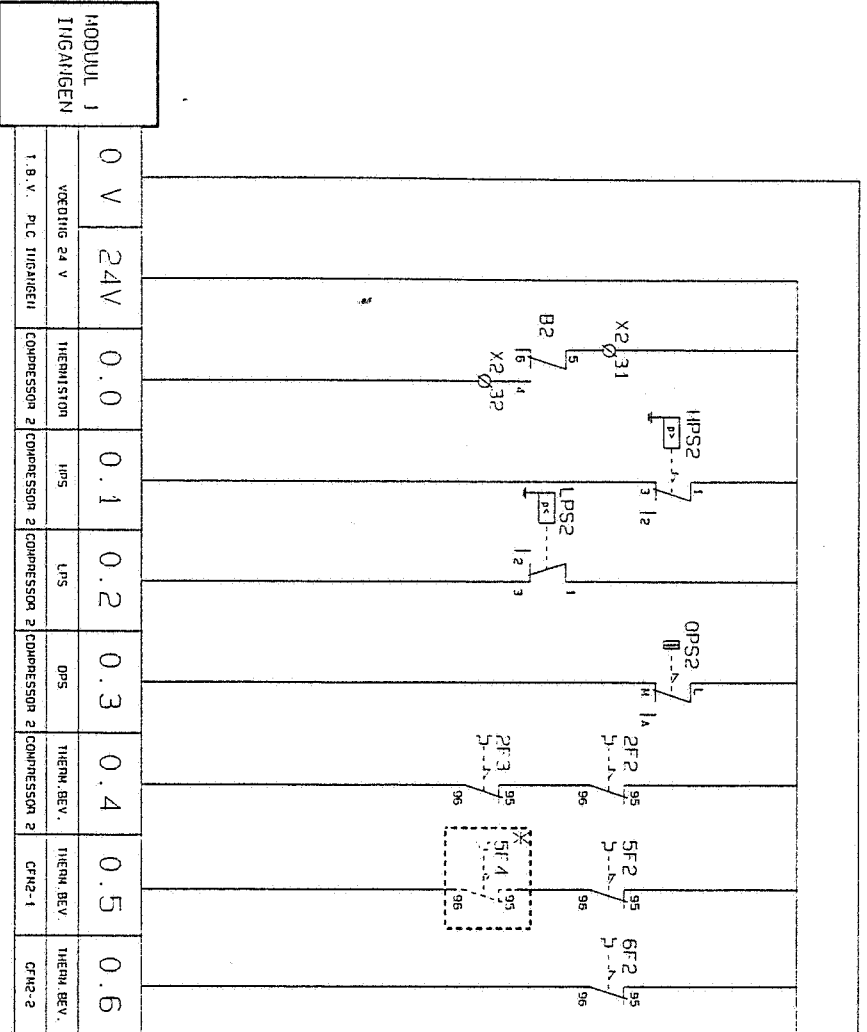 MODUUL 1
INGANGEN
0 V
24V
0.0
0.1
0.2
0.3
0.4
0.5
0.6
VOEDING 24 V
THERMISTOR
HPS
LPS
OPS
THERM.BEV.
THERM.BEV.
THERM.BEV.
T.B.V. PLC INGANGEN
COMPRESSOR 2
COMPRESSOR 2
COMPRESSOR 2
COMPRESSOR 2
COMPRESSOR 2
CFM2-1
CFM2-2
X2
31
B2
5
6
4
X2
32
HPS2
p>
1
3
2
LPS2
p<
2
3
1
OPS2
L
M
A
2F2
95
96
2F3
95
96
5F2
95
96
5F4
95
96
6F2
95
96